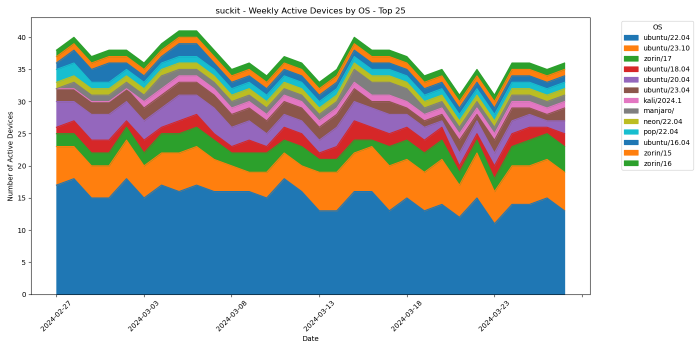 suckit - Weekly Active Devices by OS - Top 25
Number of Active Devices
40
35
30
25
20
15
10
5
0
2024-02-27
2024-03-03
2024-03-08
2024-03-13
2024-03-18
2024-03-23
Date
OS
ubuntu/22.04
ubuntu/23.10
zorin/17
ubuntu/18.04
ubuntu/20.04
ubuntu/23.04
kali/2024.1
manjaro/
neon/22.04
pop/22.04
ubuntu/16.04
zorin/15
zorin/16